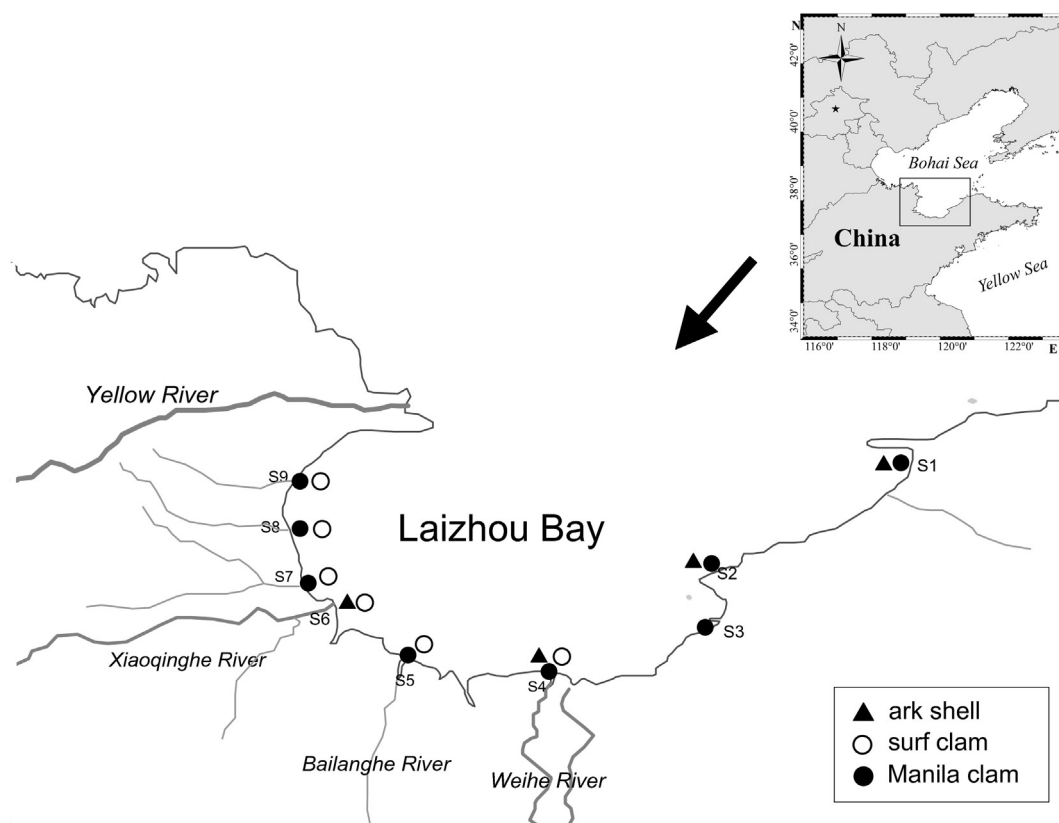 N
N
42°0'
40°0'
38°0'
36°0'
34°0'
Bohai Sea
China
Yellow Sea
116°0'
118°0'
120°0'
122°0'
E
Yellow River
S1
S9
Laizhou Bay
S8
S2
S7
S6
S3
Xiaoqinghe River
S5
S4
Bailanghe River
Weihe River
ark shell
surf clam
Manila clam